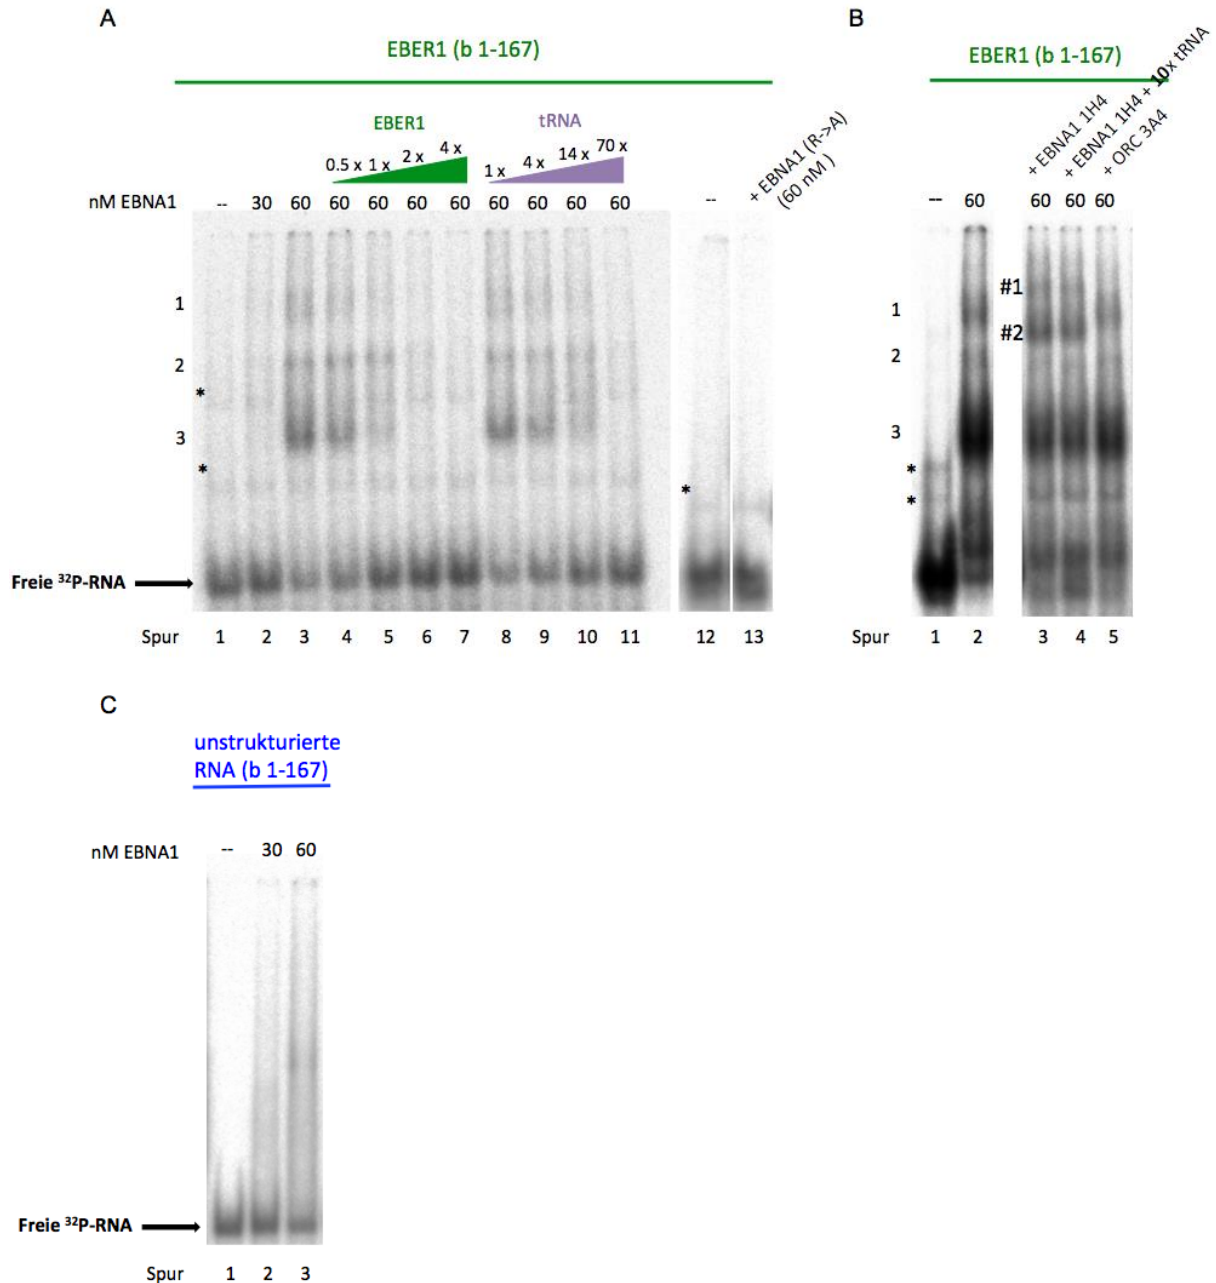 A
EBER1 (b 1-167)
EBER1
tRNA
0.5 x 1 x 2 x 4 x
1 x 4 x 14 x 70 x
+ EBNA1 (R->A)
(60 nM )
nM EBNA1 -- 30 60 60 60 60 60 60 60 60 60 --
1
2
*
3
*
*
Freie ³²P-RNA
Spur 1 2 3 4 5 6 7 8 9 10 11 12 13
B
EBER1 (b 1-167)
+ EBNA1 1H4
+ EBNA1 1H4 + 10x tRNA
+ ORC 3A4
-- 60 60 60 60
#1
1
#2
2
3
*
*
Spur 1 2 3 4 5
C
unstrukturierte
RNA (b 1-167)
nM EBNA1 -- 30 60
Freie ³²P-RNA
Spur 1 2 3